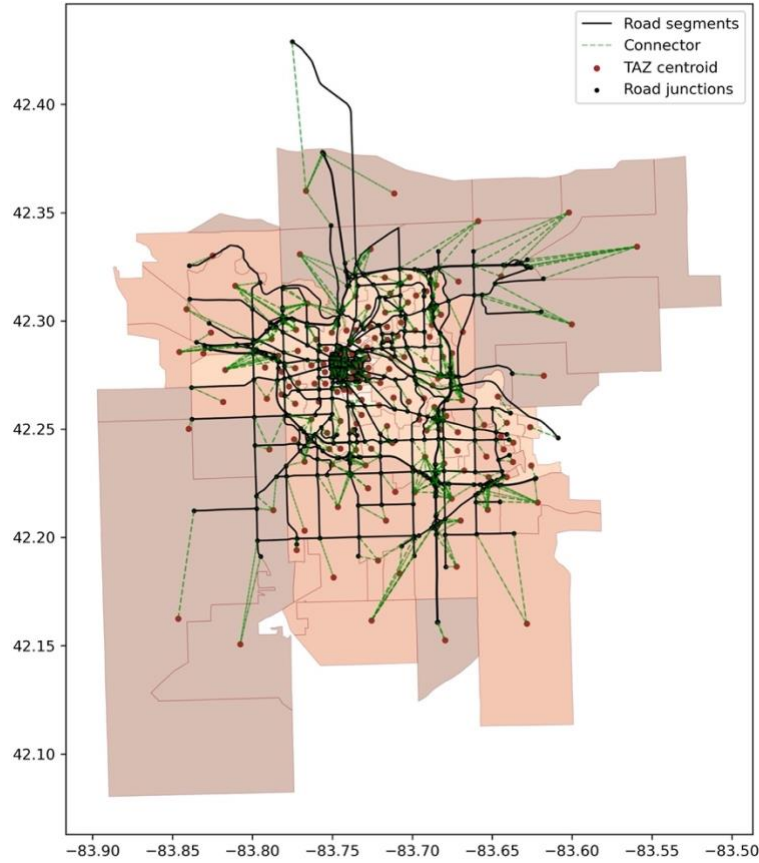 Road segments
Connector
TAZ centroid
Road junctions
42.40
42.35
42.30
42.25
42.20
42.15
42.10
−83.90 −83.85 −83.80 −83.75 −83.70 −83.65 −83.60 −83.55 −83.50